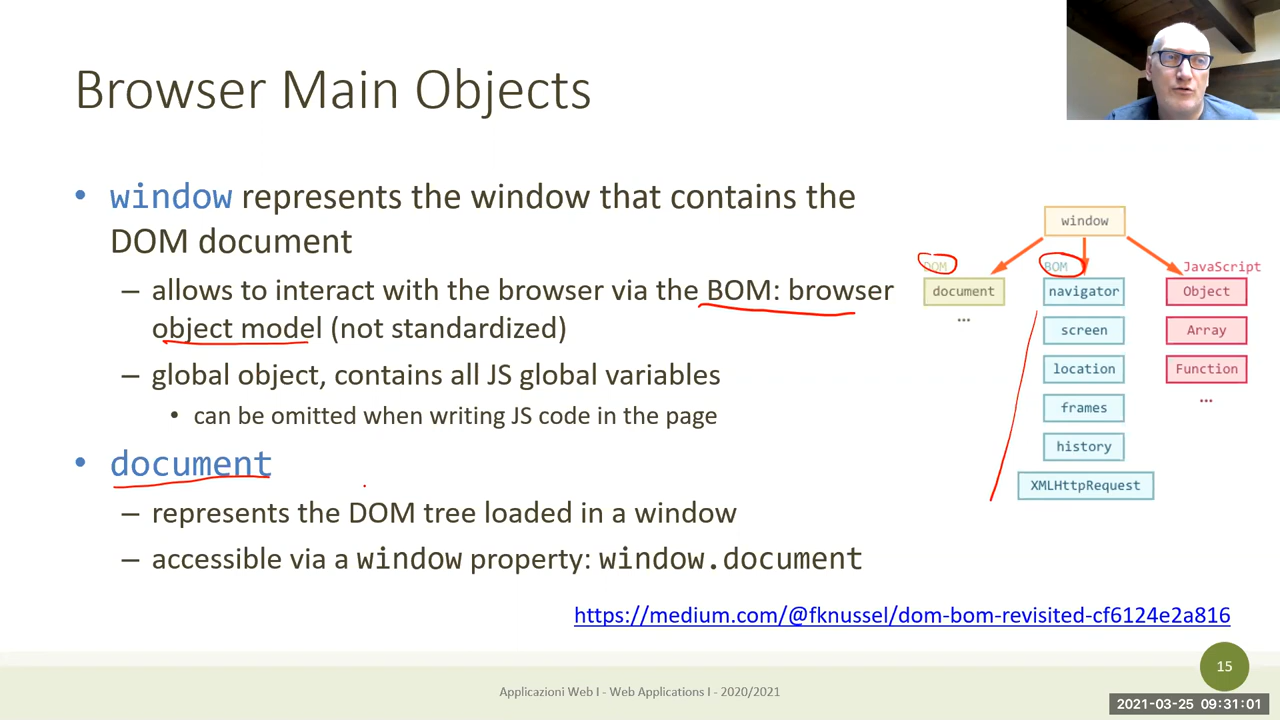 Browser Main Objects
• window represents the window that contains the
DOM document
– allows to interact with the browser via the BOM: browser
object model (not standardized)
– global object, contains all JS global variables
• can be omitted when writing JS code in the page
• document
– represents the DOM tree loaded in a window
– accessible via a window property: window.document
window
DOM
document
...
BOM
navigator
screen
location
frames
history
XMLHttpRequest
JavaScript
Object
Array
Function
...
https://medium.com/@fknussel/dom-bom-revisited-cf6124e2a816
15
Applicazioni Web I - Web Applications I - 2020/2021
2021-03-25 09:31:01